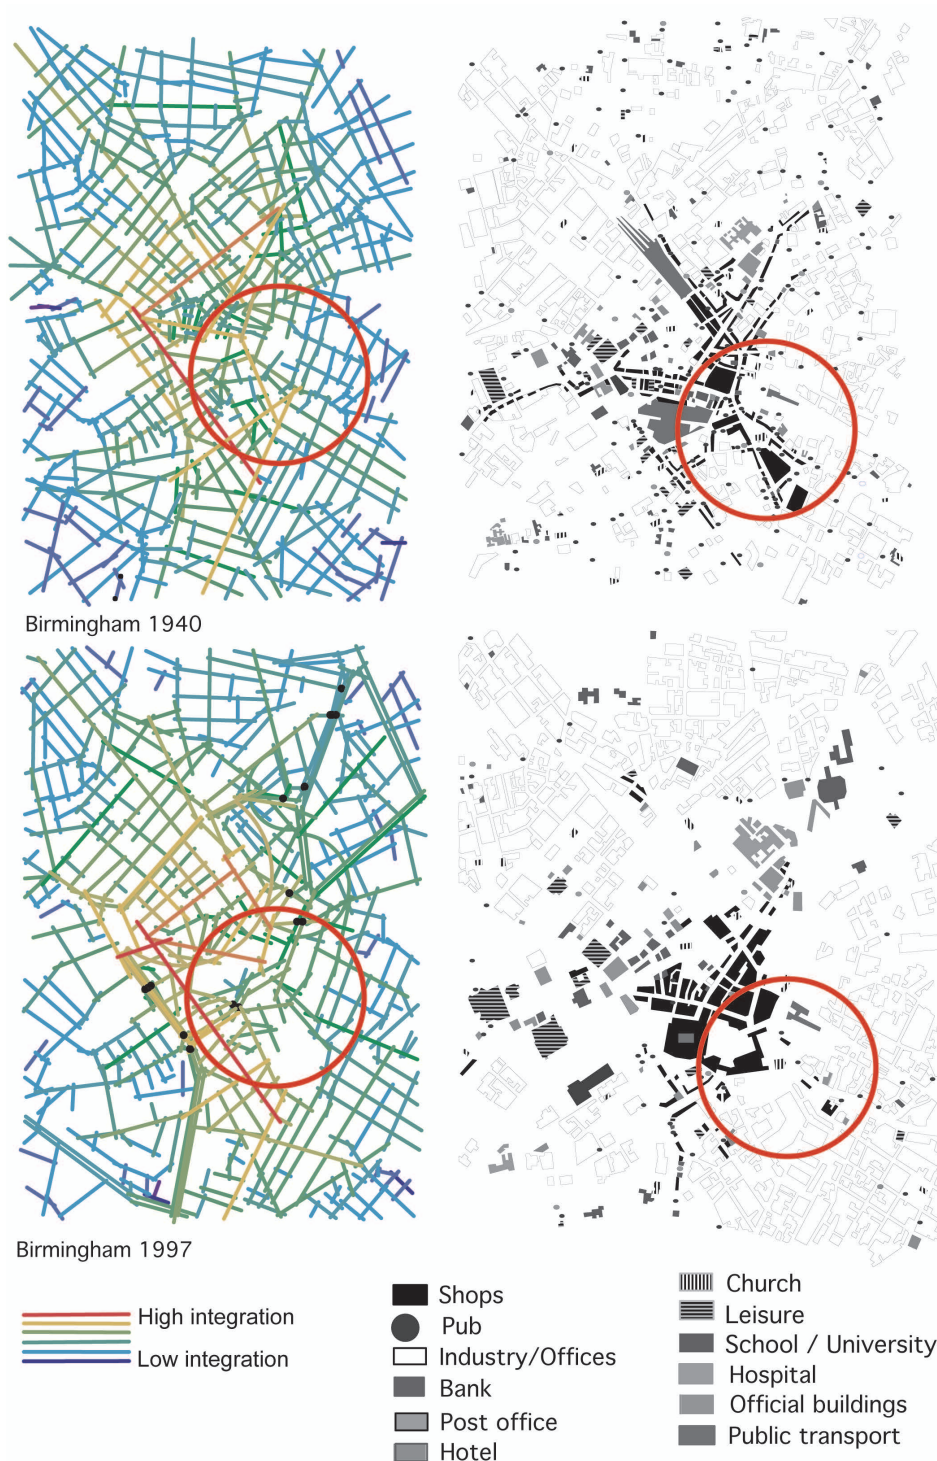 Birmingham 1940
Birmingham 1997
High integration
Low integration
Shops
Pub
Industry/Offices
Bank
Post office
Hotel
Church
Leisure
School / University
Hospital
Official buildings
Public transport